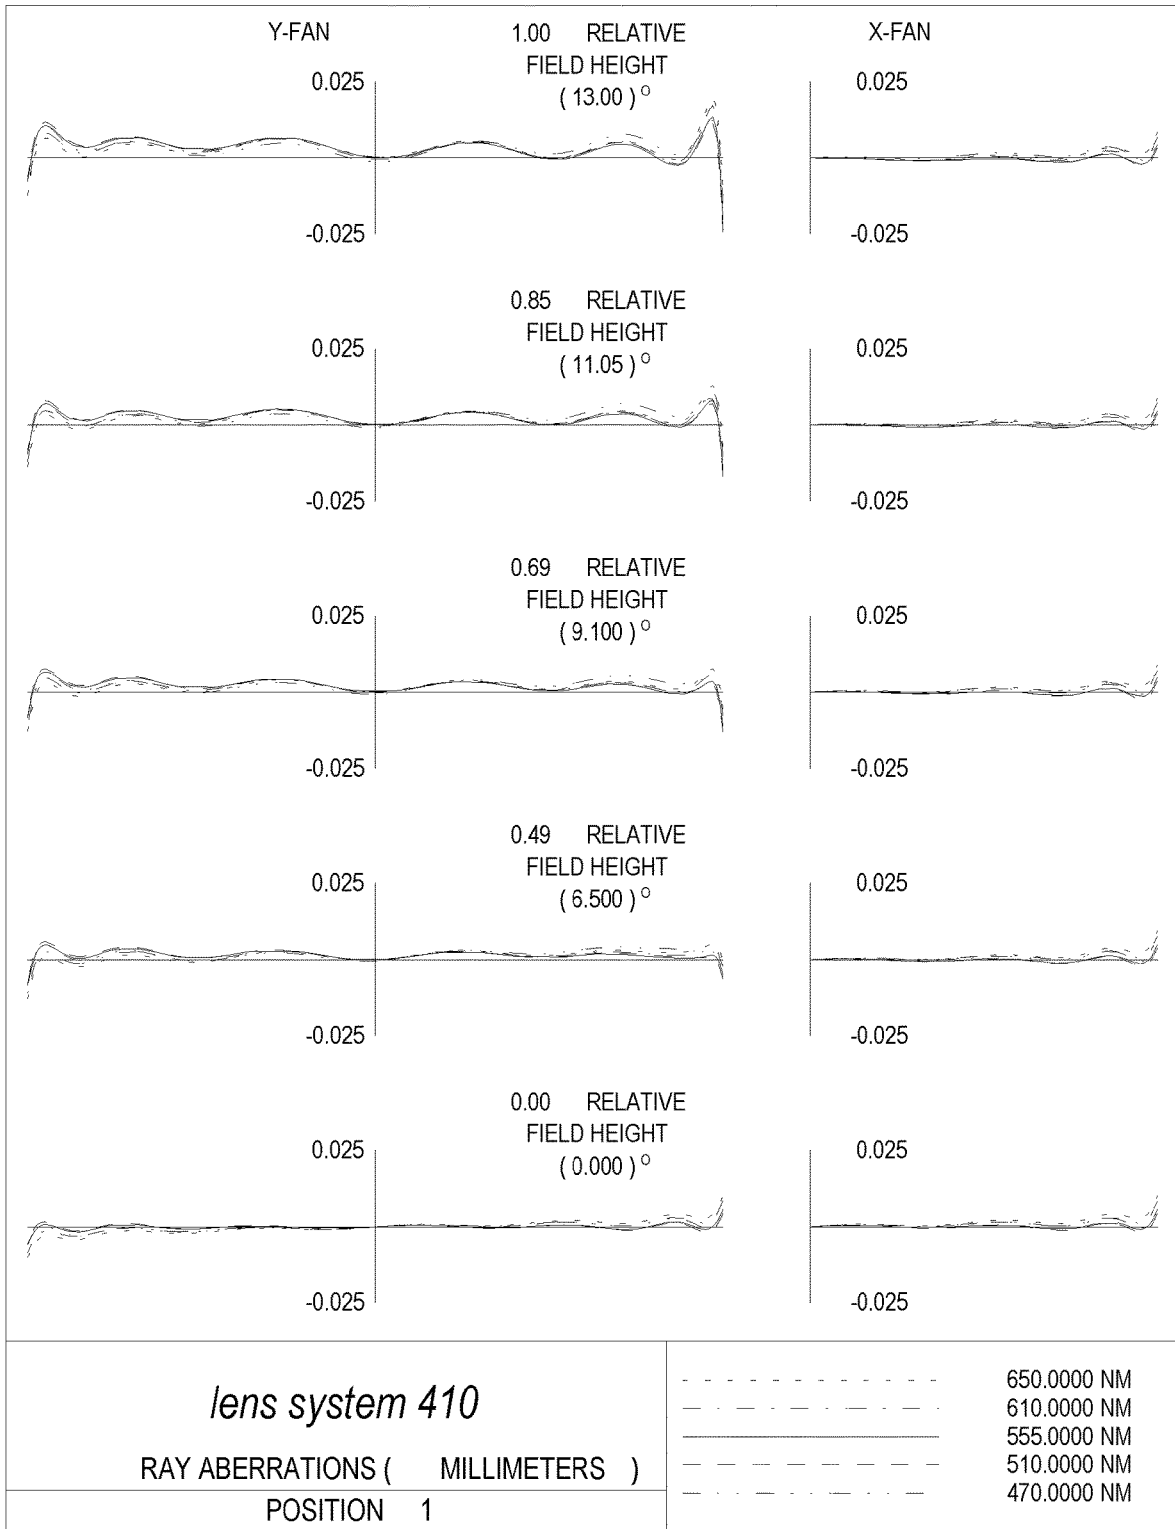 Y-FAN 1.00 RELATIVE X-FAN
FIELD HEIGHT
0.025 ( 13.00 ) O 0.025
-0.025 -0.025
0.85 RELATIVE
FIELD HEIGHT
0.025 ( 11.05 ) O 0.025
-0.025 -0.025
0.69 RELATIVE
FIELD HEIGHT
0.025 ( 9.100 ) O 0.025
-0.025 -0.025
0.49 RELATIVE
FIELD HEIGHT
0.025 ( 6.500 ) O 0.025
-0.025 -0.025
0.00 RELATIVE
FIELD HEIGHT
0.025 ( 0.000 ) O 0.025
-0.025 -0.025
lens system 410
RAY ABERRATIONS ( MILLIMETERS )
POSITION 1
650.0000 NM
610.0000 NM
555.0000 NM
510.0000 NM
470.0000 NM